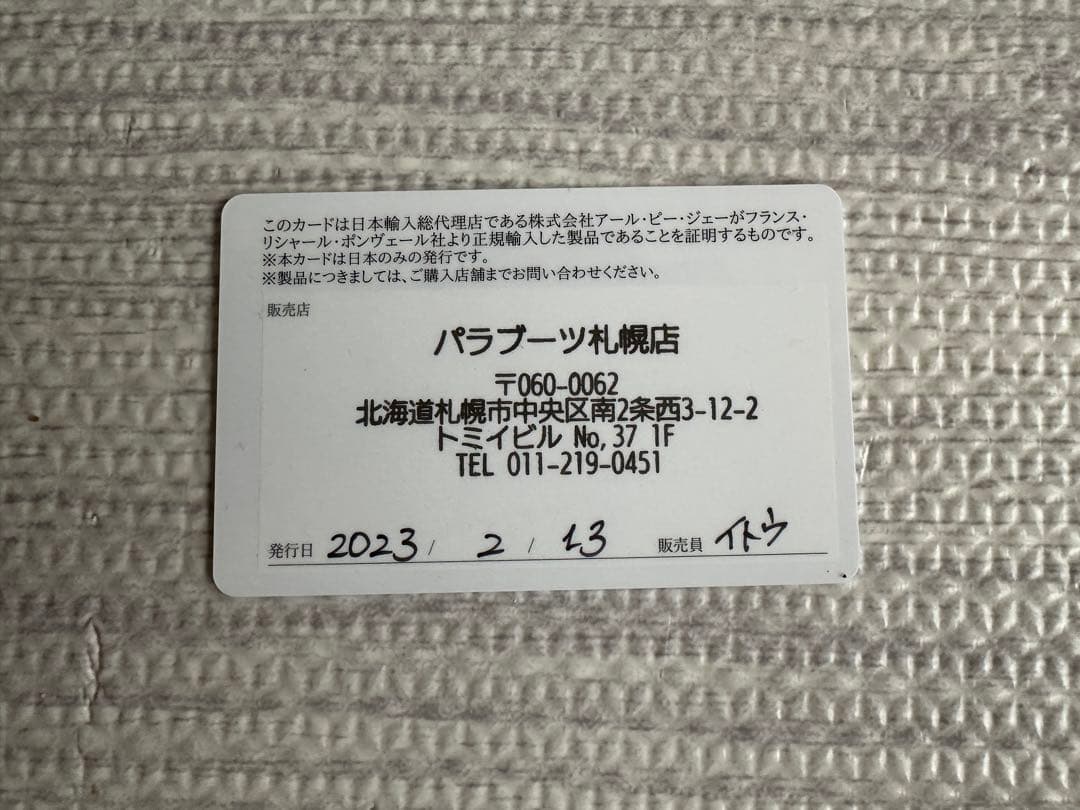 このカードは日本輸入総代理店である株式会社アール・ピー・ジェーがフランス・
リシャール・ポンヴェール社より正規輸入した製品であることを証明するものです。
※本カードは日本のみの発行です。
※製品につきましては、ご購入店舗までお問い合わせください。
販売店
パラブーツ札幌店
〒060-0062
北海道札幌市中央区南2条西3-12-2
トミイビル No,37 1F
TEL 011-219-0451
発行日 2023 / 2 / 13 販売員 イトウ